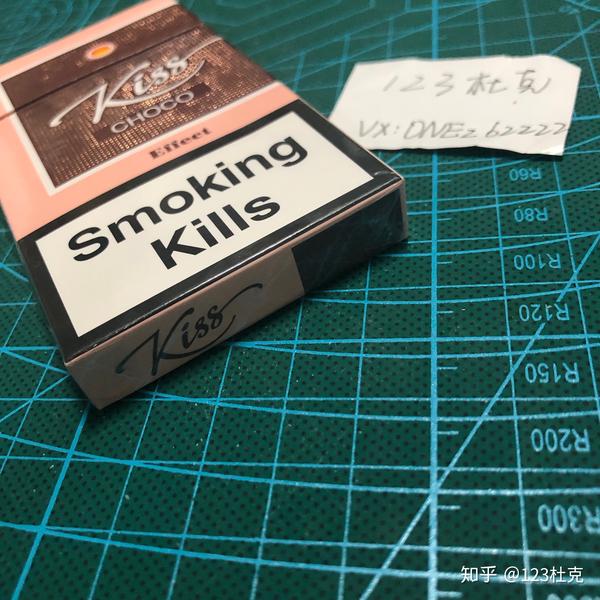 Kiss
CHOCO
Effect
Smoking
Kills
Kiss
123杜克
VX:DNEz62222
R60
R80
R100
R120
R150
R200
R300
知乎 @123杜克